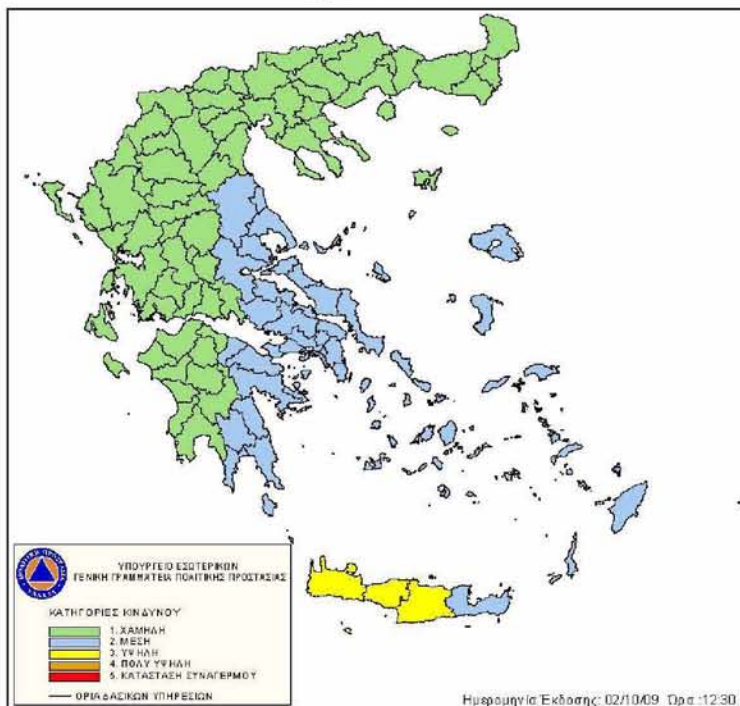 ΥΠΟΥΡΓΕΙΟ ΕΣΩΤΕΡΙΚΩΝ
ΓΕΝΙΚΗ ΓΡΑΜΜΑΤΕΙΑ ΠΟΛΙΤΙΚΗΣ ΠΡΟΣΤΑΣΙΑΣ
ΚΑΤΗΓΟΡΙΕΣ ΚΙΝΔΥΝΟΥ
1. ΧΑΜΗΛΗ
2. ΜΕΣΗ
3. ΥΨΗΛΗ
4. ΠΟΛΥ ΥΨΗΛΗ
5. ΚΑΤΑΣΤΑΣΗ ΣΥΝΑΓΕΡΜΟΥ
ΟΡΙΑ ΔΑΣΙΚΩΝ ΥΠΗΡΕΣΙΩΝ
Ημερομηνία Έκδοσης: 02/10/09 Ώρα :12:30